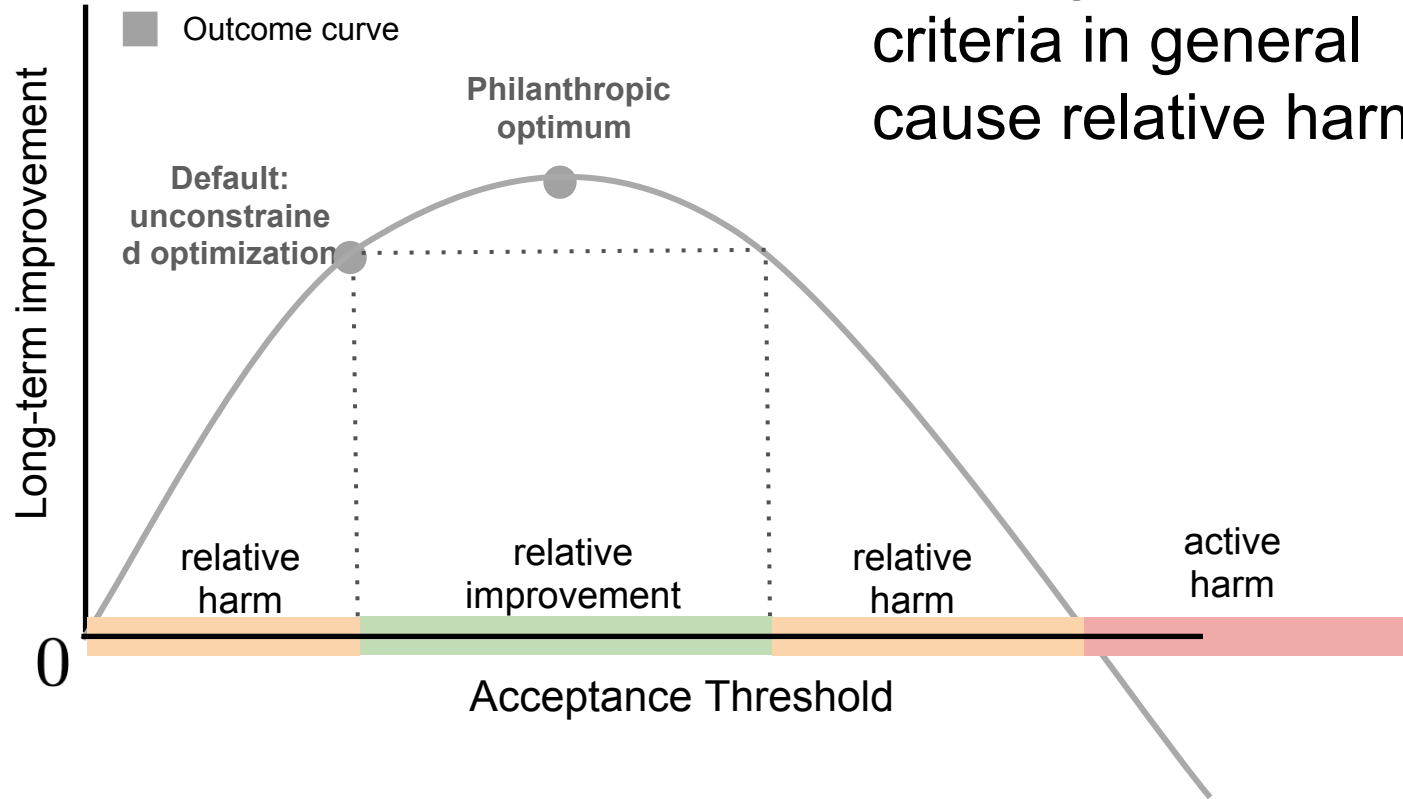 criteria in general
cause relative harm
Outcome curve
Long-term improvement
Philanthropic
optimum
Default:
unconstraine
d optimization
relative
harm
relative
improvement
relative
harm
active
harm
0
Acceptance Threshold